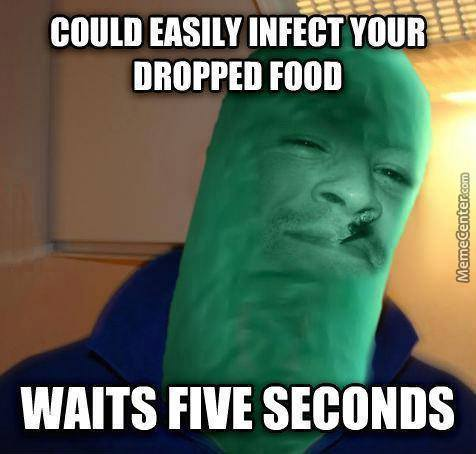 COULD EASILY INFECT YOUR
DROPPED FOOD
MemeCenter.com
WAITS FIVE SECONDS